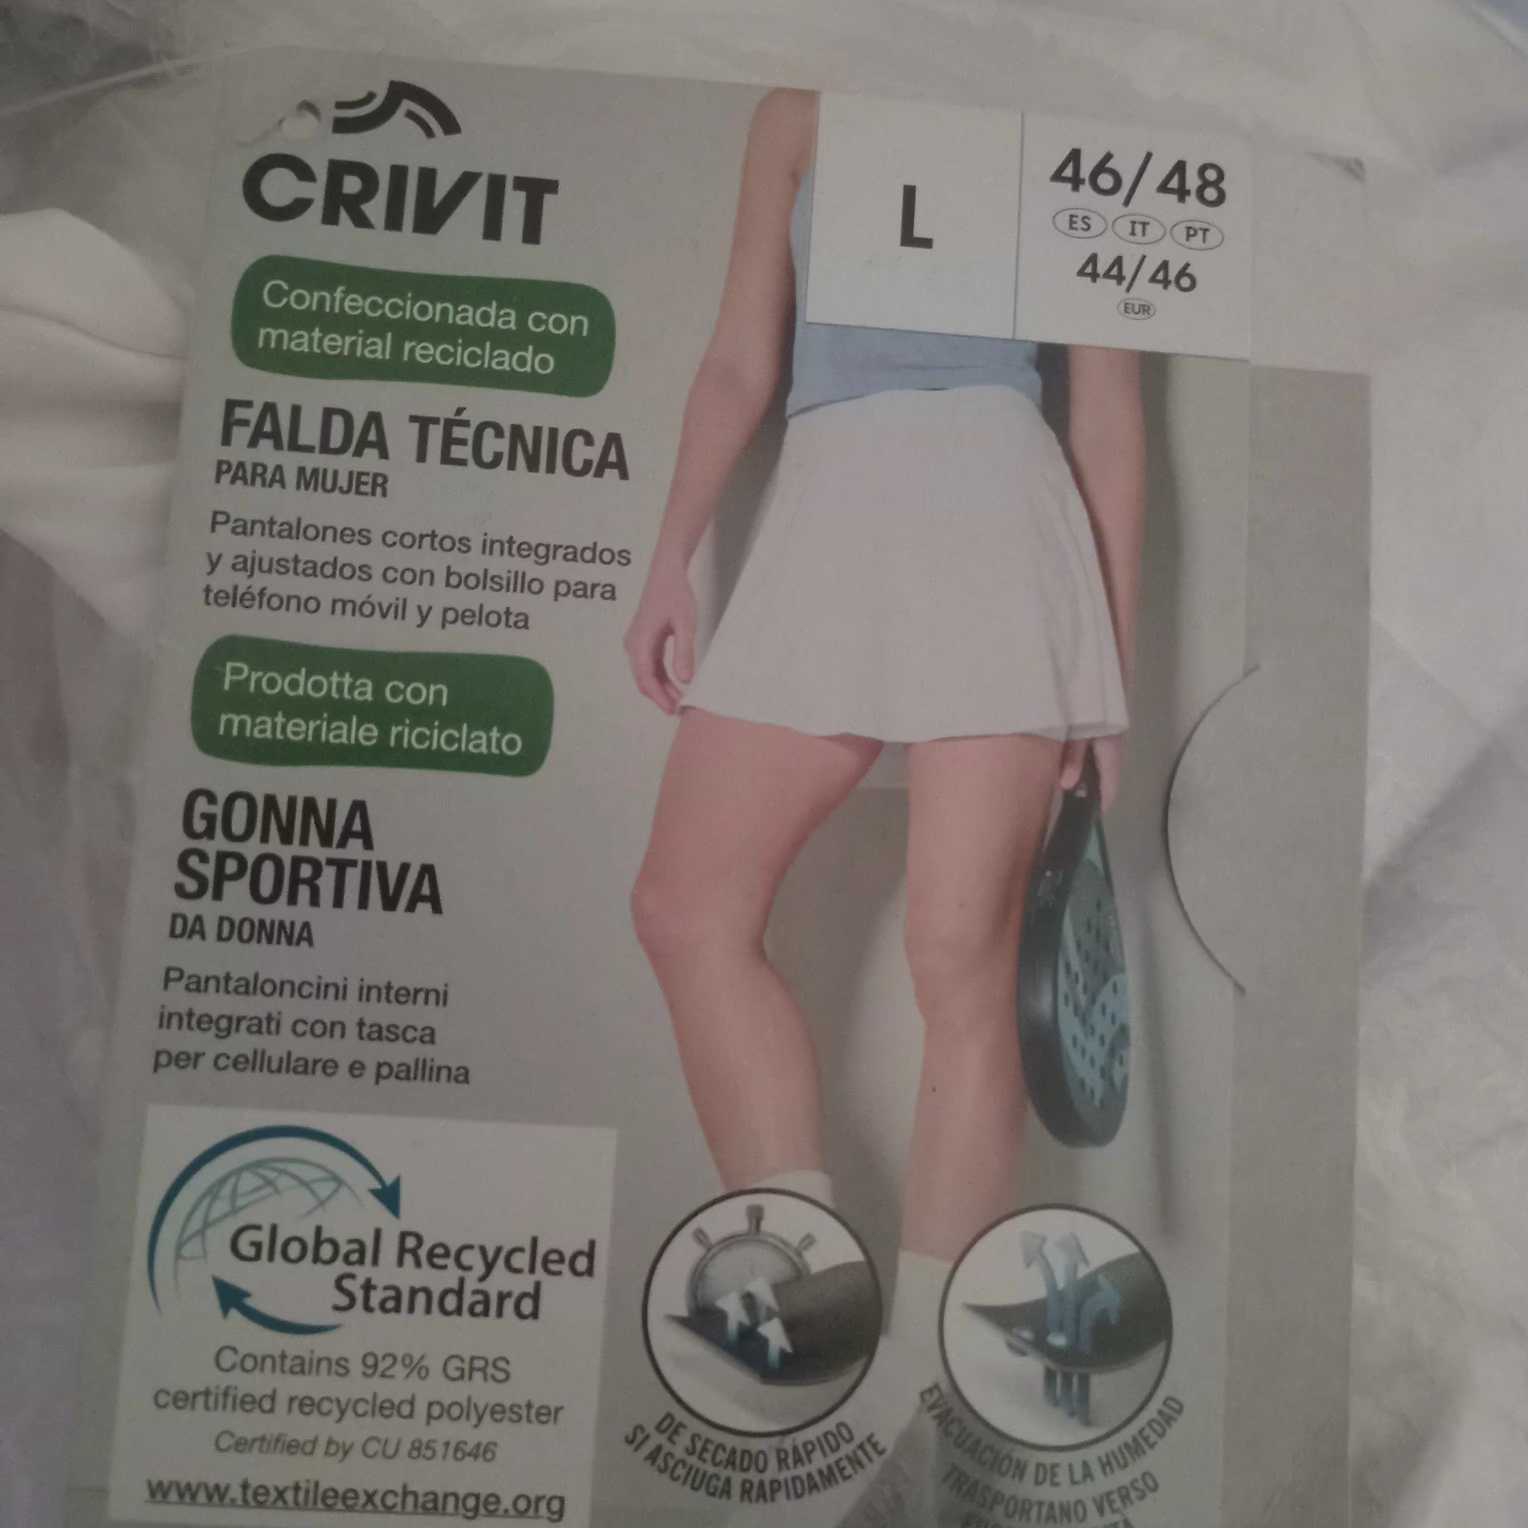 CRIVIT
L
46/48
ES IT PT
44/46
EUR
Confeccionada con
material reciclado
FALDA TÉCNICA
PARA MUJER
Pantalones cortos integrados
y ajustados con bolsillo para
teléfono móvil y pelota
Prodotta con
materiale riciclato
GONNA
SPORTIVA
DA DONNA
Pantaloncini interni
integrati con tasca
per cellulare e pallina
Global Recycled
Standard
Contains 92% GRS
certified recycled polyester
Certified by CU 851646
www.textileexchange.org
DE SECADO RÁPIDO
SI ASCIUGA RAPIDAMENTE
EVACUACIÓN DE LA HUMEDAD
TRASPORTANO VERSO